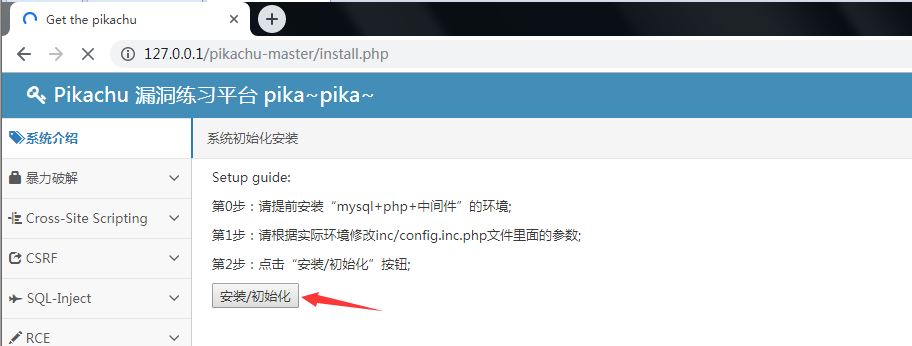 Get the pikachu
127.0.0.1/pikachu-master/install.php
Pikachu 漏洞练习平台 pika~pika~
系统介绍
系统初始化安装
暴力破解
Cross-Site Scripting
CSRF
SQL-Inject
RCE
Setup guide:
第0步：请提前安装“mysql+php+中间件”的环境;
第1步：请根据实际环境修改inc/config.inc.php文件里面的参数;
第2步：点击“安装/初始化”按钮;
安装/初始化